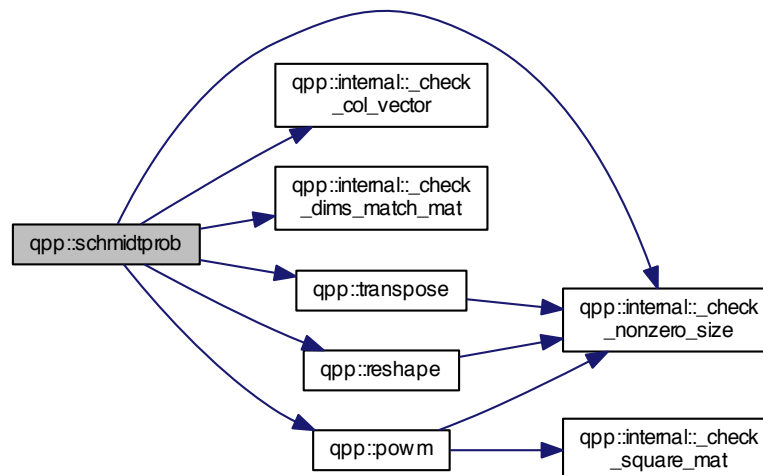 qpp::internal::_check
_col_vector
qpp::internal::_check
_dims_match_mat
qpp::schmidtprob
qpp::transpose
qpp::internal::_check
_nonzero_size
qpp::reshape
qpp::powm
qpp::internal::_check
_square_mat